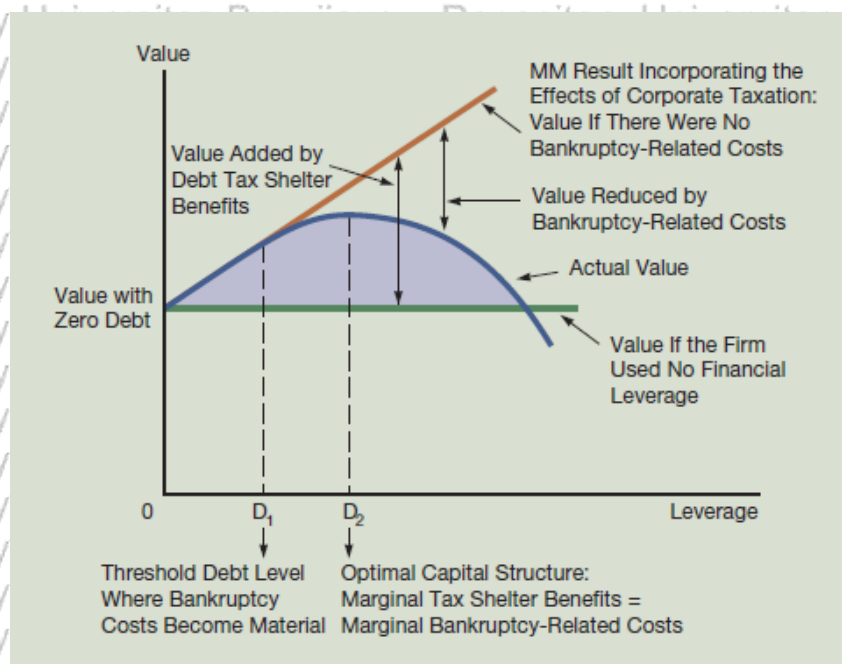 Value
MM Result Incorporating the
Effects of Corporate Taxation:
Value If There Were No
Bankruptcy-Related Costs
Value Added by
Debt Tax Shelter
Benefits
Value Reduced by
Bankruptcy-Related Costs
Actual Value
Value with
Zero Debt
Value If the Firm
Used No Financial
Leverage
0
D₁
D₂
Leverage
Threshold Debt Level
Where Bankruptcy
Costs Become Material
Optimal Capital Structure:
Marginal Tax Shelter Benefits =
Marginal Bankruptcy-Related Costs